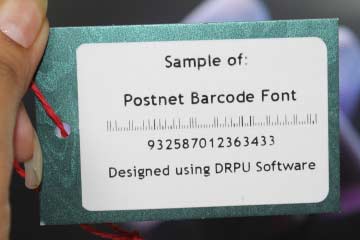 Sample of:
Postnet Barcode Font
932587012363433
Designed using DRPU Software